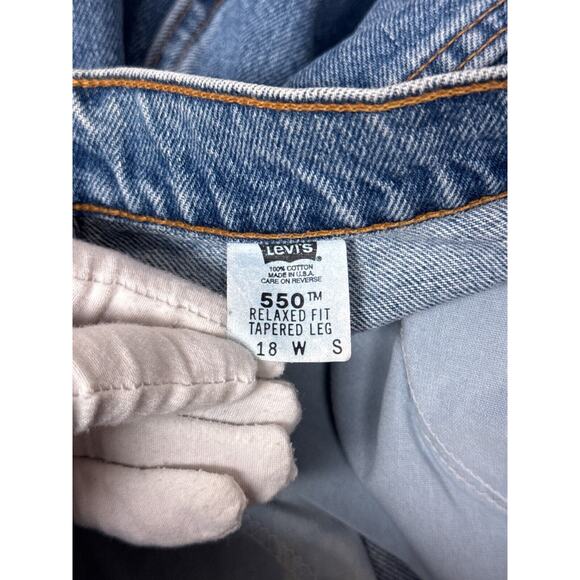 Levi's ®
100% COTTON
MADE IN U.S.A.
CARE ON REVERSE
550™
RELAXED FIT
TAPERED LEG
18 W S